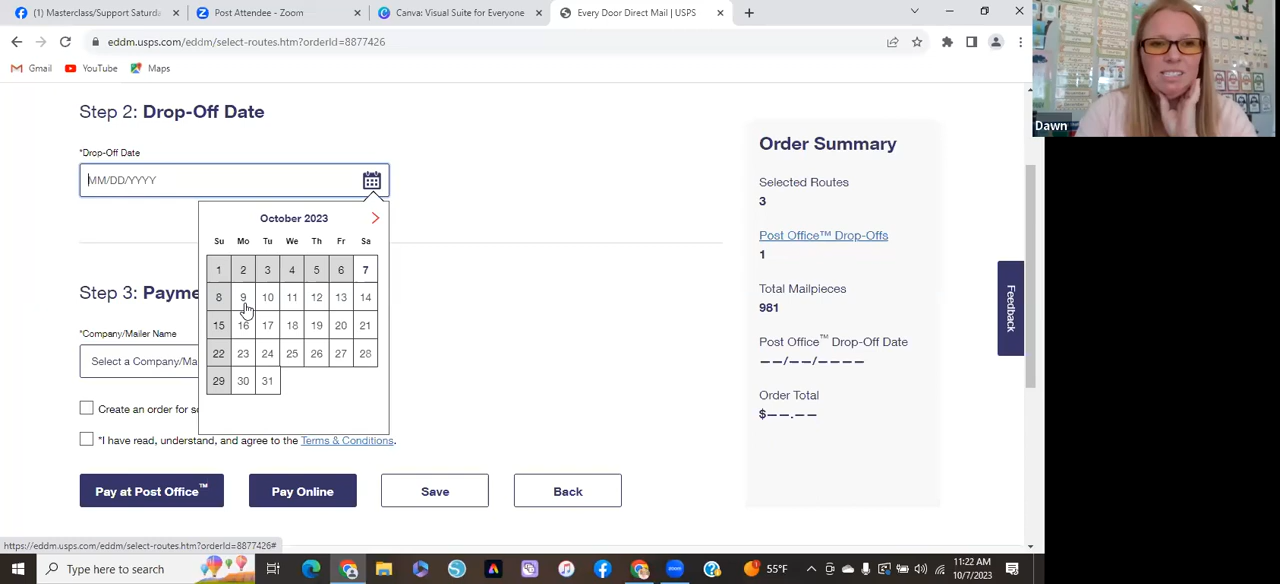 (1) Masterclass/Support Saturda
Post Attendee - Zoom
Canva: Visual Suite for Everyone
Every Door Direct Mail | USPS
eddm.usps.com/eddm/select-routes.htm?orderId=8877426
Gmail
YouTube
Maps
Dawn
Step 2: Drop-Off Date
*Drop-Off Date
MM/DD/YYYY
October 2023
Su Mo Tu We Th Fr Sa
1 2 3 4 5 6 7
8 9 10 11 12 13 14
15 16 17 18 19 20 21
22 23 24 25 26 27 28
29 30 31
Step 3: Payme
*Company/Mailer Name
Select a Company/Ma
Create an order for s
*I have read, understand, and agree to the Terms & Conditions.
Pay at Post Office™
Pay Online
Save
Back
Order Summary
Selected Routes
3
Post Office™ Drop-Offs
1
Total Mailpieces
981
Post Office™ Drop-Off Date
––/––/––––
Order Total
$––.––
Feedback
https://eddm.usps.com/eddm/select-routes.htm?orderId=8877426#
Type here to search
55°F
11:22 AM
10/7/2023